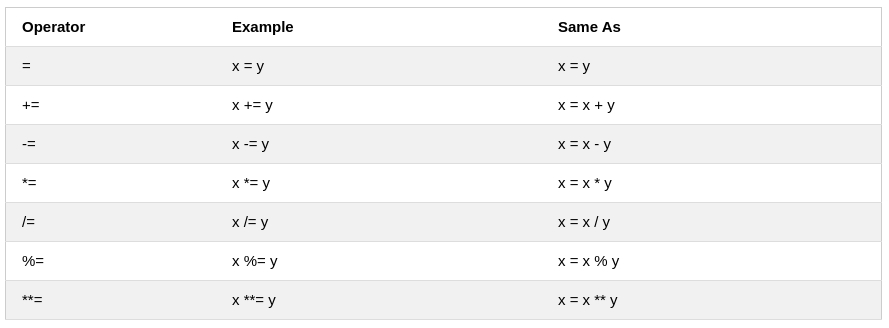 Operator Example Same As
= x = y x = y
+= x += y x = x + y
-= x -= y x = x - y
*= x *= y x = x * y
/= x /= y x = x / y
%= x %= y x = x % y
**= x **= y x = x ** y